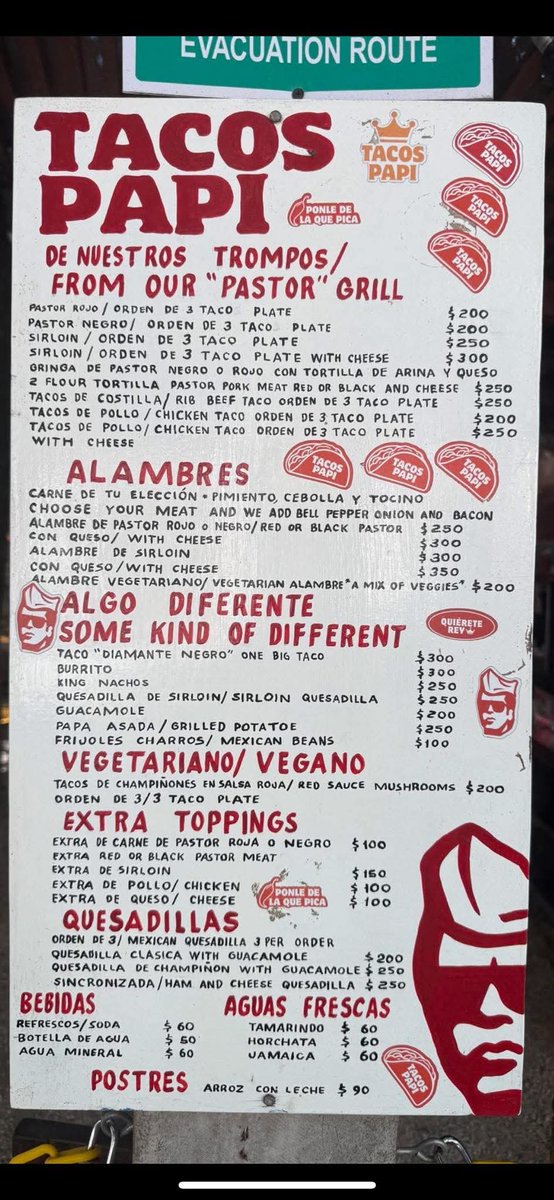 EVACUATION ROUTE
TACOS
PAPI
TACOS
PAPI
TACOS
PAPI
TACOS
PAPI
TACOS
PAPI
PONLE DE
LA QUE PICA
DE NUESTROS TROMPOS/
FROM OUR "PASTOR" GRILL
PASTOR ROJO / ORDEN DE 3 TACO PLATE $200
PASTOR NEGRO/ ORDEN DE 3 TACO PLATE $200
SIRLOIN / ORDEN DE 3 TACO PLATE $250
SIRLOIN / ORDEN DE 3 TACO PLATE WITH CHEESE $300
GRINGA DE PASTOR NEGRO O ROJO CON TORTILLA DE ARINA Y QUESO
2 FLOUR TORTILLA PASTOR PORK MEAT RED OR BLACK AND CHEESE $250
TACOS DE COSTILLA/ RIB BEEF TACO ORDEN DE 3 TACO PLATE $250
TACOS DE POLLO / CHICKEN TACO ORDEN DE 3 TACO PLATE $200
TACOS DE POLLO/ CHICKEN TACO ORDEN DE 3 TACO PLATE $250
WITH CHEESE
ALAMBRES
TACOS
PAPI
TACOS
PAPI
TACOS
PAPI
CARNE DE TU ELECCIÓN • PIMIENTO, CEBOLLA Y TOCINO
CHOOSE YOUR MEAT AND WE ADD BELL PEPPER ONION AND BACON
ALAMBRE DE PASTOR ROJO O NEGRO/RED OR BLACK PASTOR $250
CON QUESO/ WITH CHEESE $300
ALAMBRE DE SIRLOIN $300
CON QUESO/WITH CHEESE $350
ALAMBRE VEGETARIANO/ VEGETARIAN ALAMBRE "A MIX OF VEGGIES" $200
ALGO DIFERENTE
SOME KIND OF DIFFERENT
QUIÉRETE
REY
TACO "DIAMANTE NEGRO" ONE BIG TACO $300
BURRITO $300
KING NACHOS $250
QUESADILLA DE SIRLOIN/ SIRLOIN QUESADILLA $250
GUACAMOLE $200
PAPA ASADA / GRILLED POTATOE $250
FRIJOLES CHARROS/ MEXICAN BEANS $100
VEGETARIANO/ VEGANO
TACOS DE CHAMPIÑONES EN SALSA ROJA/ RED SAUCE MUSHROOMS $200
ORDEN DE 3/3 TACO PLATE
EXTRA TOPPINGS
EXTRA DE CARNE DE PASTOR ROJA O NEGRO $100
EXTRA RED OR BLACK PASTOR MEAT
EXTRA DE SIRLOIN $150
EXTRA DE POLLO/ CHICKEN $100
EXTRA DE QUESO/ CHEESE $100
PONLE DE
LA QUE PICA
QUESADILLAS
ORDEN DE 3/ MEXICAN QUESADILLA 3 PER ORDER
QUESADILLA CLASICA WITH GUACAMOLE $200
QUESADILLA DE CHAMPIÑON WITH GUACAMOLE $250
SINCRONIZADA/HAM AND CHEESE QUESADILLA $250
BEBIDAS
REFRESCOS/SODA $60
BOTELLA DE AGUA $50
AGUA MINERAL $60
AGUAS FRESCAS
TAMARINDO $60
HORCHATA $60
JAMAICA $60
TACOS
PAPI
POSTRES ARROZ CON LECHE $90